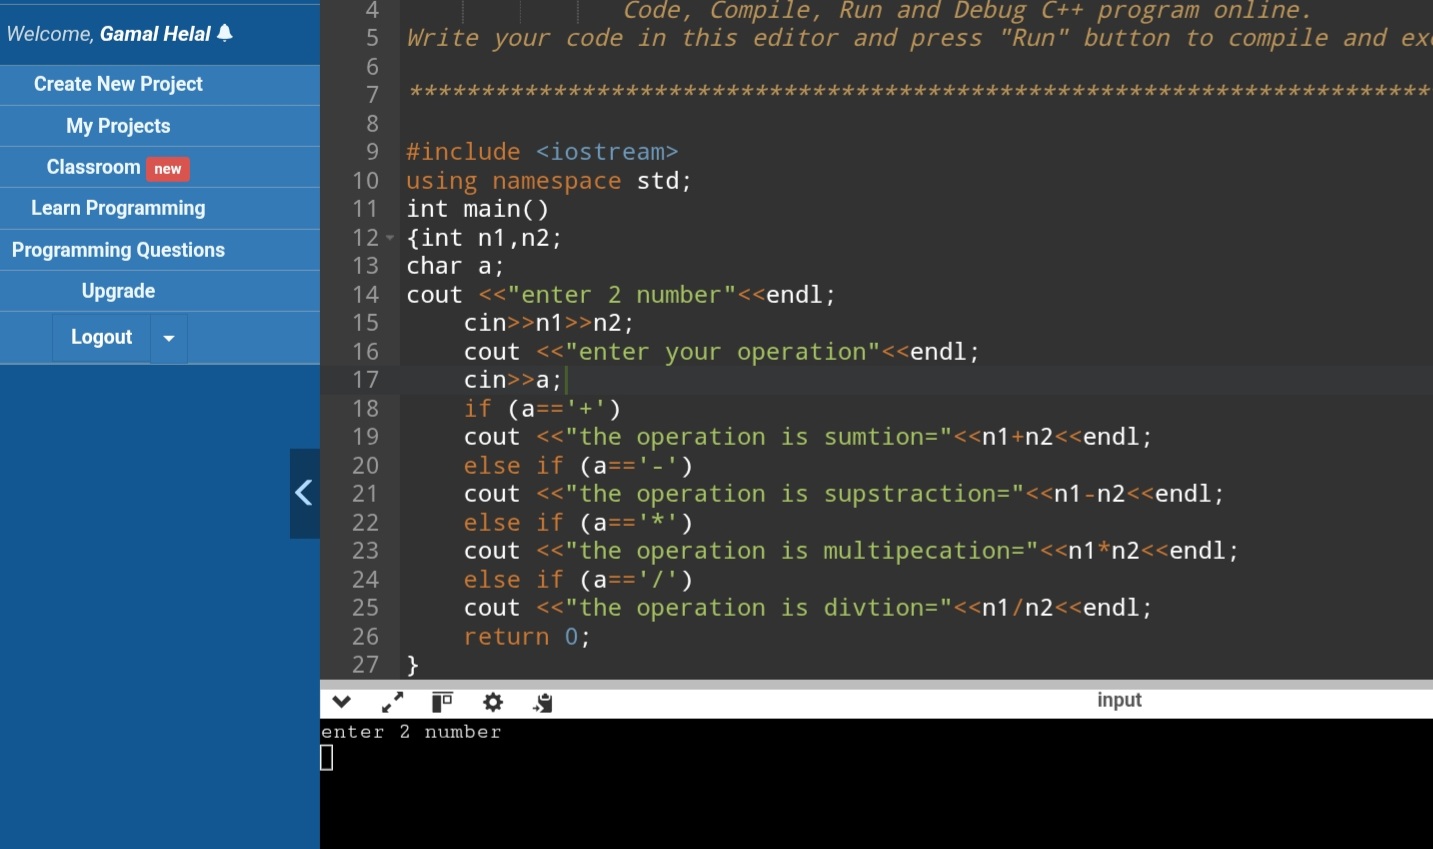 Welcome, Gamal Helal
Create New Project
My Projects
Classroom new
Learn Programming
Programming Questions
Upgrade
Logout
4 Code, Compile, Run and Debug C++ program online.
5 Write your code in this editor and press "Run" button to compile and exe
6
7 ***********************************************************************
8
9 #include <iostream>
10 using namespace std;
11 int main()
12 {int n1,n2;
13 char a;
14 cout <<"enter 2 number"<<endl;
15 cin>>n1>>n2;
16 cout <<"enter your operation"<<endl;
17 cin>>a;
18 if (a=='+')
19 cout <<"the operation is sumtion="<<n1+n2<<endl;
20 else if (a=='-')
21 cout <<"the operation is supstraction="<<n1-n2<<endl;
22 else if (a=='*')
23 cout <<"the operation is multipecation="<<n1*n2<<endl;
24 else if (a=='/')
25 cout <<"the operation is divtion="<<n1/n2<<endl;
26 return 0;
27 }
input
enter 2 number